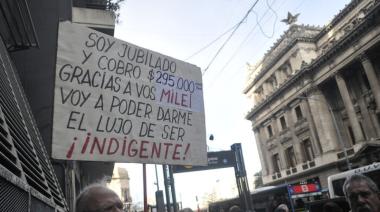 SOY JUBILADO
Y COBRO $295.000
GRACIAS A VOS MILEI
VOY A PODER DARME
EL LUJO DE SER
¡¡INDIGENTE!